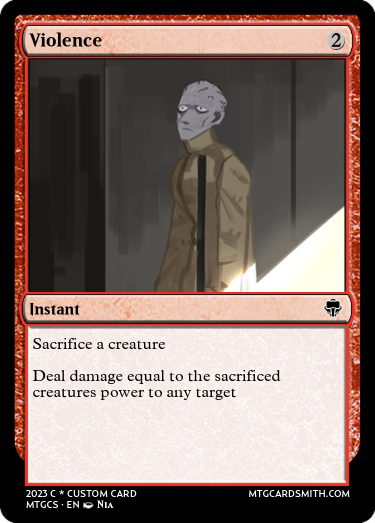 Violence 2
Instant
Sacrifice a creature
Deal damage equal to the sacrificed
creatures power to any target
2023 C * CUSTOM CARD
MTGCS · EN NIA
MTGCARDSMITH.COM